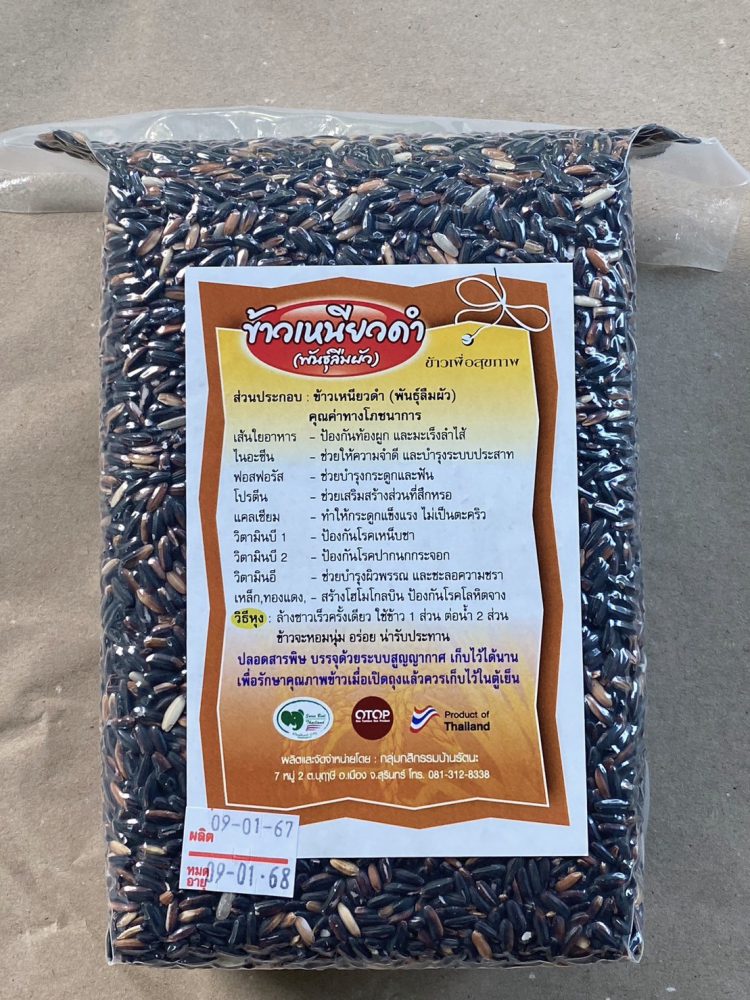 ข้าวเหนียวดำ
(พันธุ์ลืมผัว)
ข้าวเพื่อสุขภาพ
ส่วนประกอบ : ข้าวเหนียวดำ (พันธุ์ลืมผัว)
คุณค่าทางโภชนาการ
เส้นใยอาหาร – ป้องกันท้องผูก และมะเร็งลำไส้
ไนอะซีน – ช่วยให้ความจำดี และบำรุงระบบประสาท
ฟอสฟอรัส – ช่วยบำรุงกระดูกและฟัน
โปรตีน – ช่วยเสริมสร้างส่วนที่สึกหรอ
แคลเซียม – ทำให้กระดูกแข็งแรง ไม่เป็นตะคริว
วิตามินบี 1 – ป้องกันโรคเหน็บชา
วิตามินบี 2 – ป้องกันโรคปากนกกระจอก
วิตามินอี – ช่วยบำรุงผิวพรรณ และชะลอความชรา
เหล็ก,ทองแดง, – สร้างโฮโมโกลบิน ป้องกันโรคโลหิตจาง
วิธีหุง : ล้างซาวเร็วครั้งเดียว ใช้ข้าว 1 ส่วน ต่อน้ำ 2 ส่วน
ข้าวจะหอมนุ่ม อร่อย น่ารับประทาน
ปลอดสารพิษ บรรจุด้วยระบบสูญญากาศ เก็บไว้ได้นาน
เพื่อรักษาคุณภาพข้าวเมื่อเปิดถุงแล้วควรเก็บไว้ในตู้เย็น
OTOP
Product of
Thailand
ผลิตและจัดจำหน่ายโดย : กลุ่มกสิกรรมบ้านรัตนะ
7 หมู่ 2 ต.บุฤาษี อ.เมือง จ.สุรินทร์ โทร. 081-312-8338
ผลิต 09-01-67
หมดอายุ 09-01-68